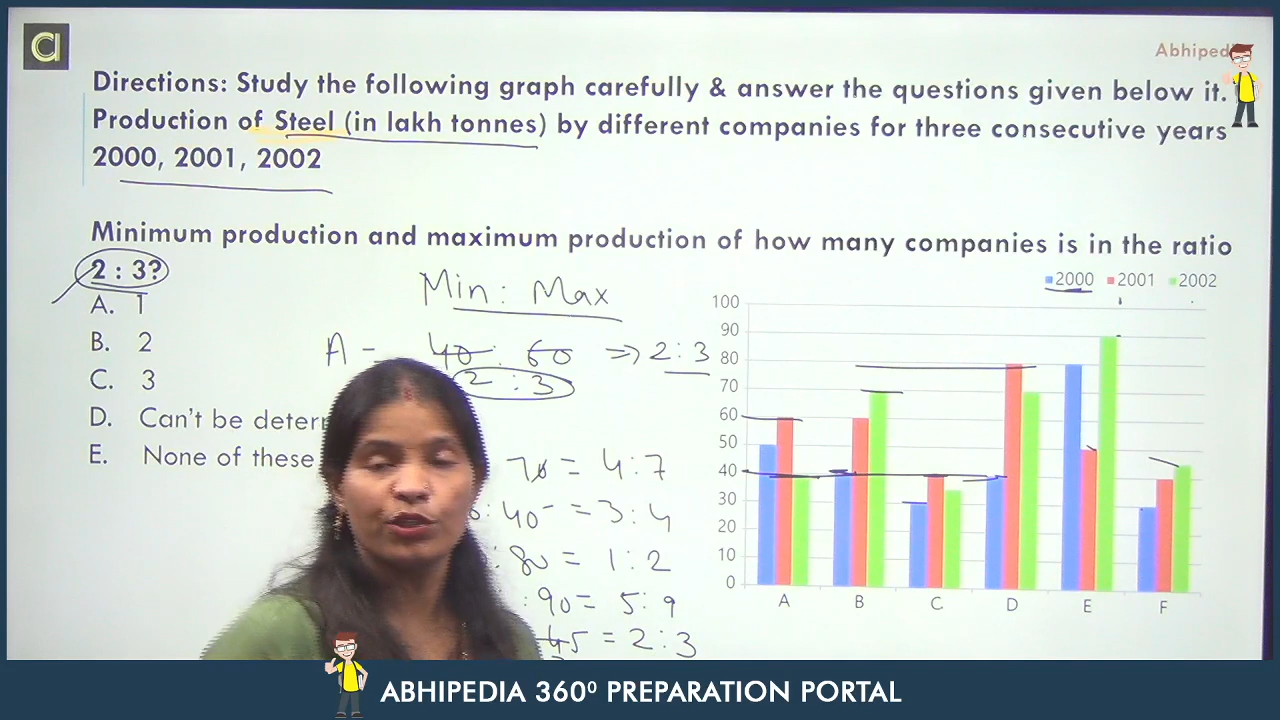 a
Abhiped
Directions: Study the following graph carefully & answer the questions given below it.
Production of Steel (in lakh tonnes) by different companies for three consecutive years
2000, 2001, 2002
Minimum production and maximum production of how many companies is in the ratio
2 : 3?
A. 1
B. 2
C. 3
D. Can't be deter
E. None of these
Min : Max
A = 40 : 60 => 2 : 3
2 : 3
70 = 4 : 7
: 40 = 3 : 4
: 80 = 1 : 2
: 90 = 5 : 9
45 = 2 : 3
2000 2001 2002
100
90
80
70
60
50
40
30
20
10
0
A B C D E F
ABHIPEDIA 360⁰ PREPARATION PORTAL